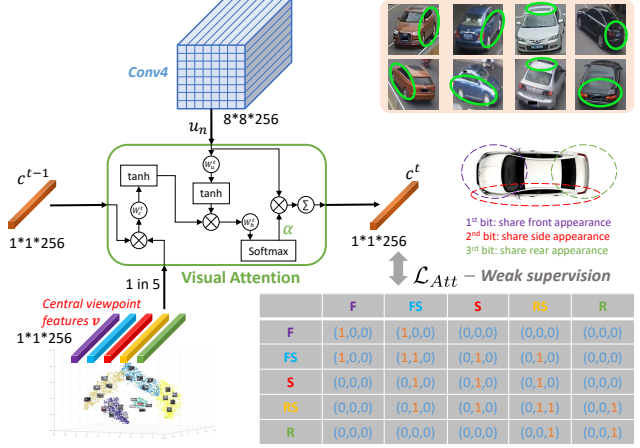 Conv4
8*8*256
u_n
c^{t-1}
W_u^t
tanh
tanh
c^t
W_c^t
W_h^t
Σ
α
Softmax
1*1*256
1*1*256
1 in 5
Visual Attention
1st bit: share front appearance
2nd bit: share side appearance
3rd bit: share rear appearance
ℒ_{Att} – Weak supervision
Central viewpoint
features v
1*1*256
F FS S RS R
F (1,0,0) (1,0,0) (0,0,0) (0,0,0) (0,0,0)
FS (1,0,0) (1,1,0) (0,1,0) (0,1,0) (0,0,0)
S (0,0,0) (0,1,0) (0,1,0) (0,1,0) (0,0,0)
RS (0,0,0) (0,1,0) (0,1,0) (0,1,1) (0,0,1)
R (0,0,0) (0,0,0) (0,0,0) (0,0,1) (0,0,1)